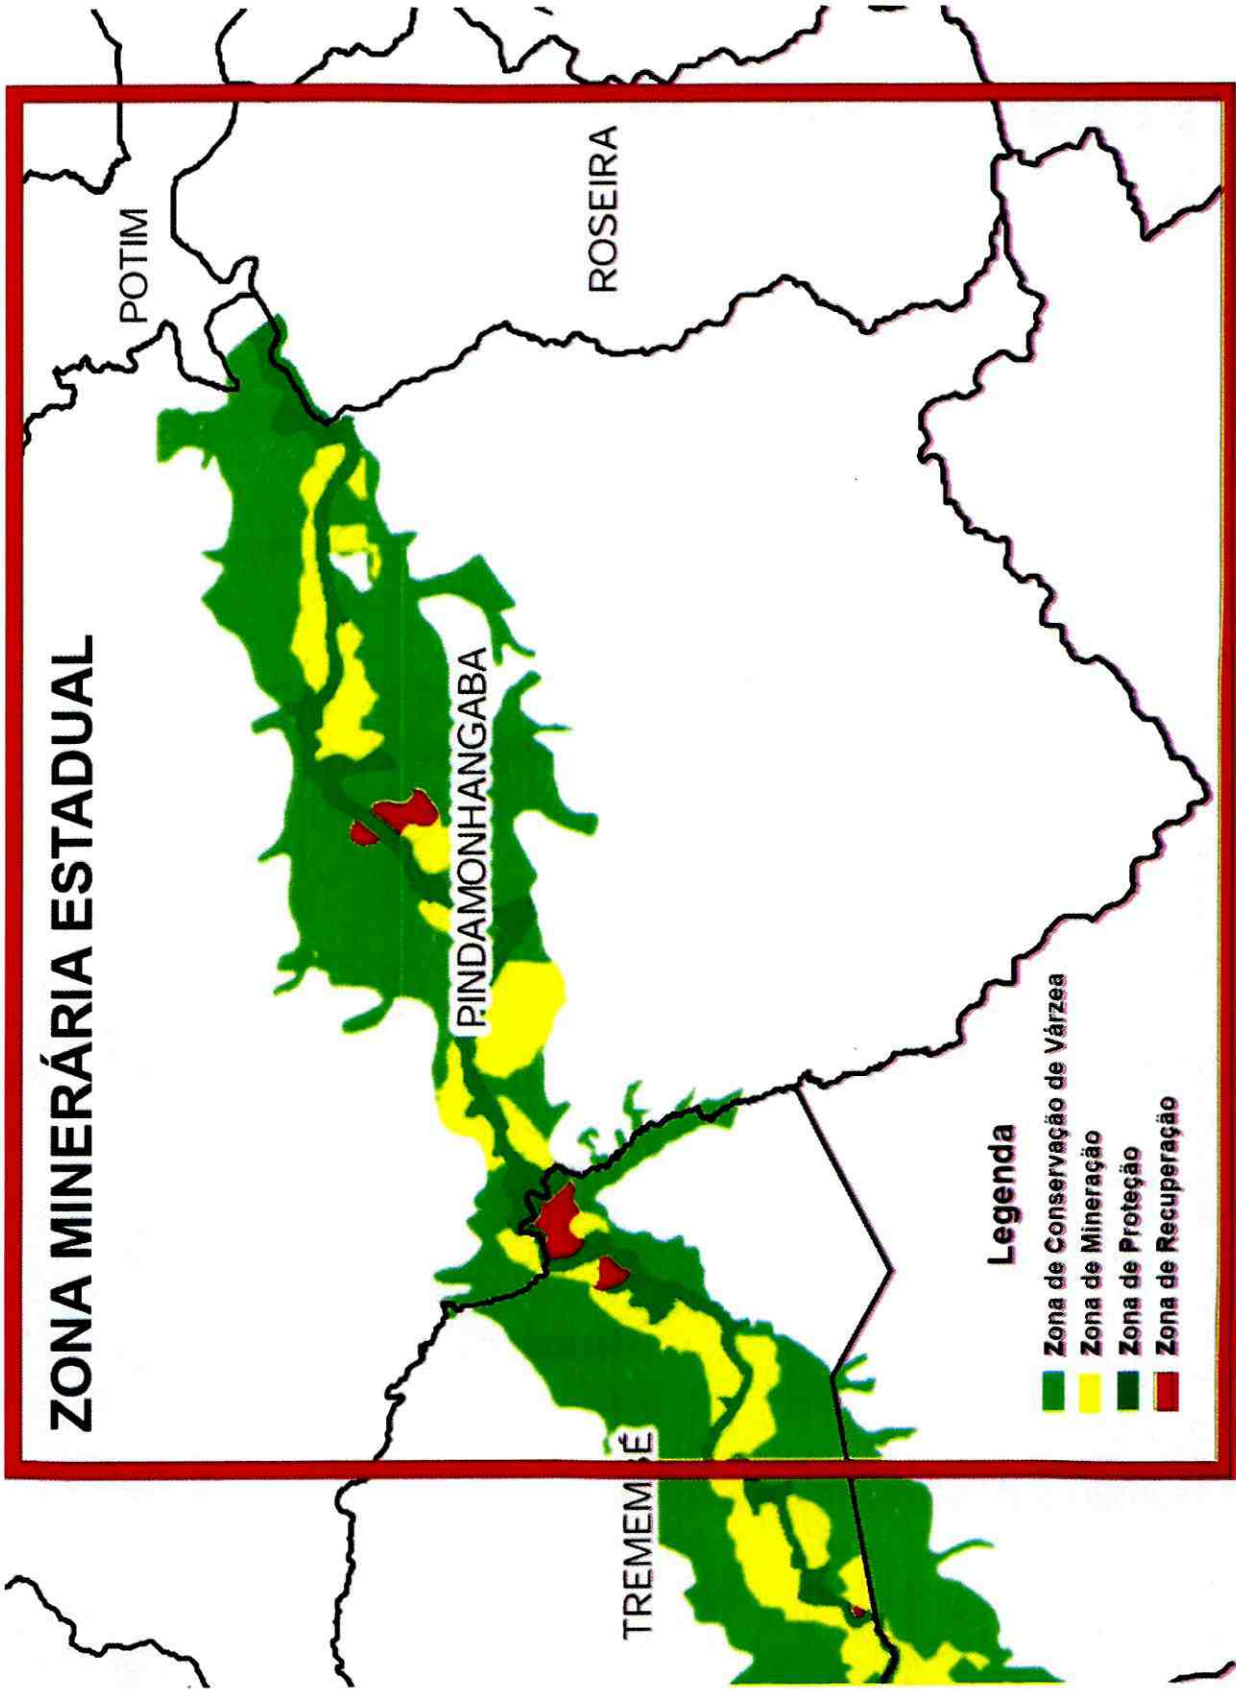 ZONA MINERÁRIA ESTADUAL
POTIM
ROSEIRA
PINDAMONHANGABA
TREMEMBÉ
Legenda
Zona de Conservação de Várzea
Zona de Mineração
Zona de Proteção
Zona de Recuperação